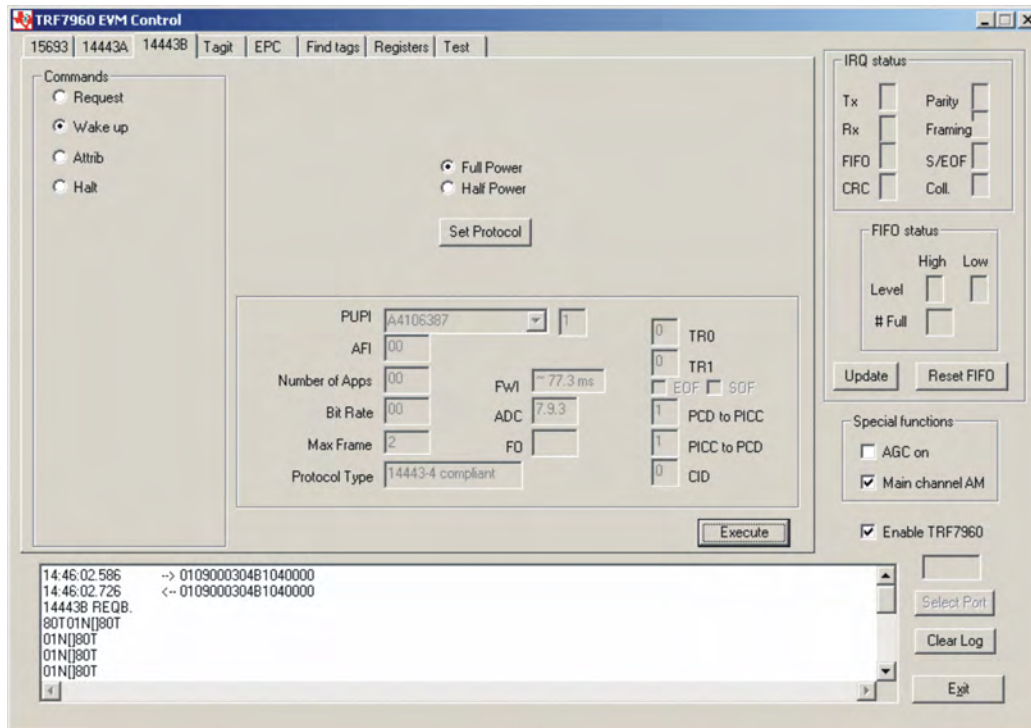 TRF7960 EVM Control
15693 14443A 14443B Tagit EPC Find tags Registers Test
Commands
Request
Wake up
Attrib
Halt
Full Power
Half Power
Set Protocol
PUPI A4106387 1
AFI 00
Number of Apps 00
Bit Rate 00
Max Frame 2
Protocol Type 14443-4 compliant
FWI ~ 77.3 ms
ADC 7.9.3
FO
0 TR0
0 TR1
EOF SOF
1 PCD to PICC
1 PICC to PCD
0 CID
Execute
IRQ status
Tx Parity
Rx Framing
FIFO S/EOF
CRC Coll.
FIFO status
High Low
Level
# Full
Update Reset FIFO
Special functions
AGC on
Main channel AM
Enable TRF7960
Select Port
Clear Log
Exit
14:46:02.586 --> 0109000304B1040000
14:46:02.726 <-- 0109000304B1040000
14443B REQB.
80T01N[]80T
01N[]80T
01N[]80T
01N[]80T